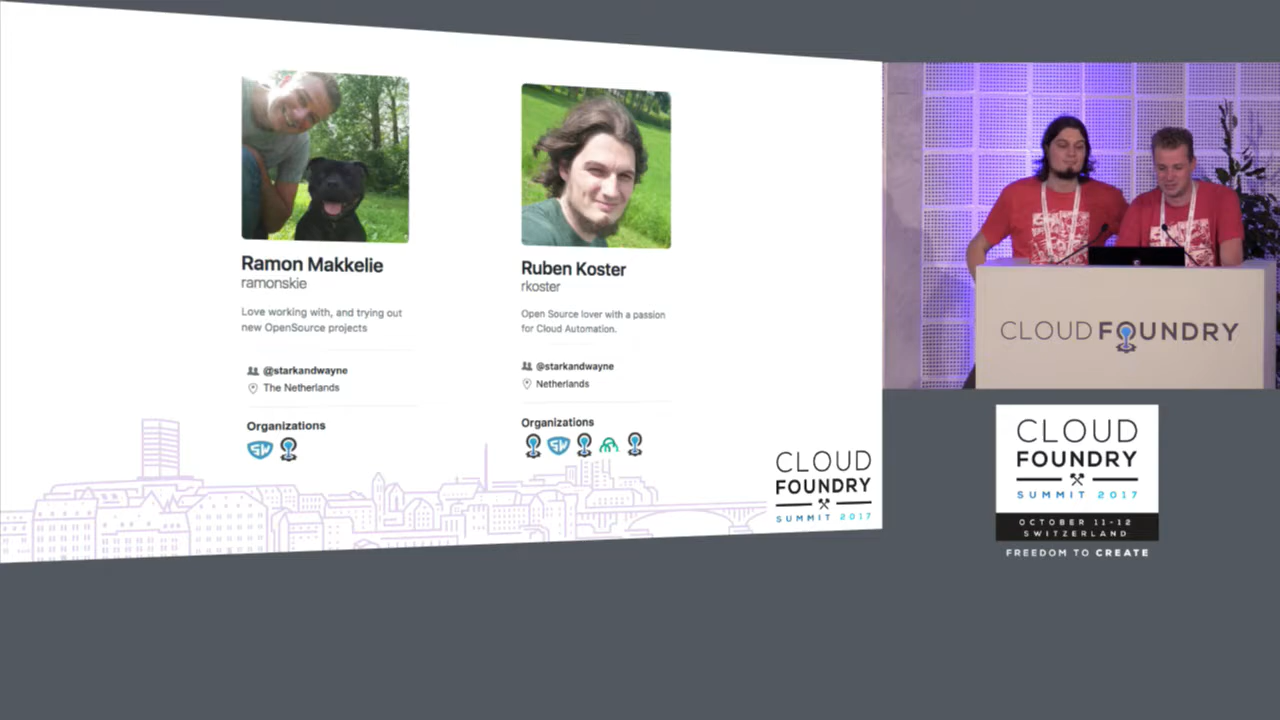 Ramon Makkelie
ramonskie
Love working with, and trying out
new OpenSource projects
@starkandwayne
The Netherlands
Organizations
SW
Ruben Koster
rkoster
Open Source lover with a passion
for Cloud Automation.
@starkandwayne
Netherlands
Organizations
SW
CLOUD
FOUNDRY
SUMMIT 2017
CLOUD FOUNDRY
CLOUD
FOUNDRY
SUMMIT 2017
OCTOBER 11-12
SWITZERLAND
FREEDOM TO CREATE